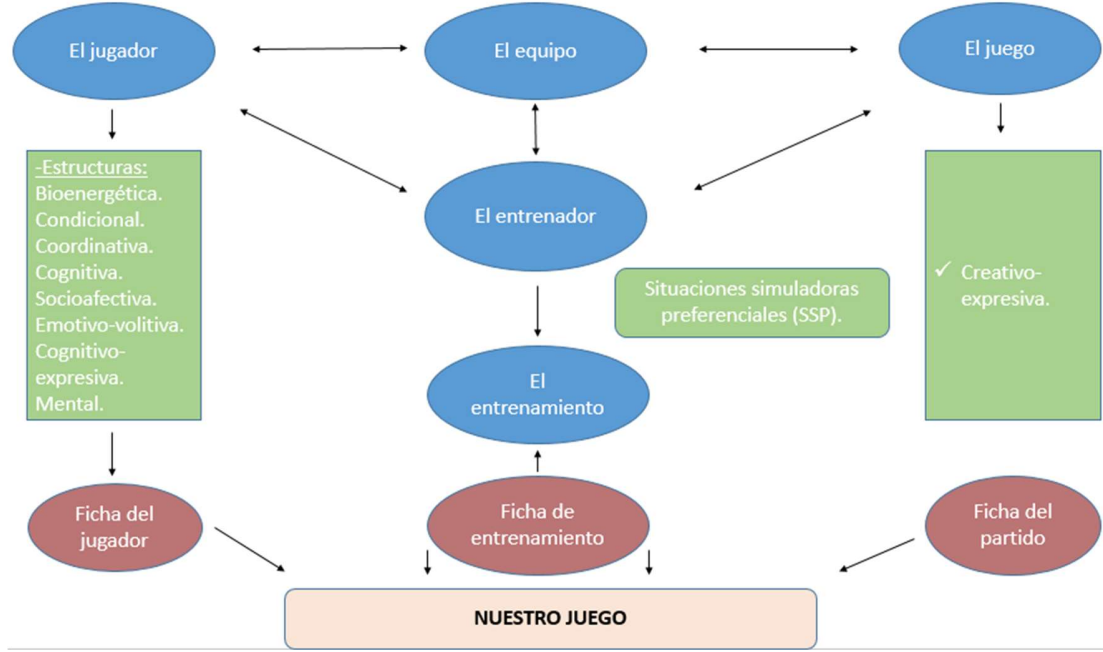 El jugador
El equipo
El juego
-Estructuras:
Bioenergética.
Condicional.
Coordinativa.
Cognitiva.
Socioafectiva.
Emotivo-volitiva.
Cognitivo-
expresiva.
Mental.
El entrenador
Situaciones simuladoras
preferenciales (SSP).
✓ Creativo-
expresiva.
El
entrenamiento
Ficha del
jugador
Ficha de
entrenamiento
Ficha del
partido
NUESTRO JUEGO